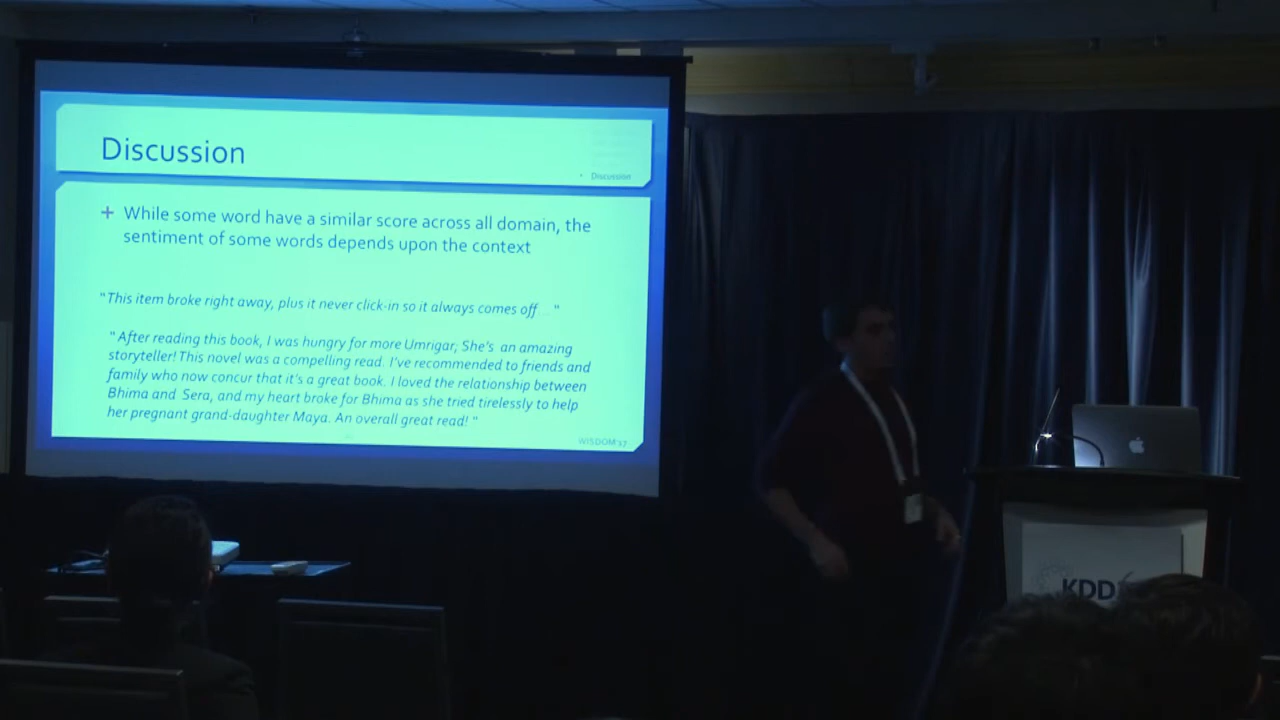 Discussion
• Discussion
+ While some word have a similar score across all domain, the
sentiment of some words depends upon the context
"This item broke right away, plus it never click-in so it always comes off... "
" After reading this book, I was hungry for more Umrigar; She's an amazing
storyteller! This novel was a compelling read. I've recommended to friends and
family who now concur that it's a great book. I loved the relationship between
Bhima and Sera, and my heart broke for Bhima as she tried tirelessly to help
her pregnant grand-daughter Maya. An overall great read! "
WISDOM'17
KDD